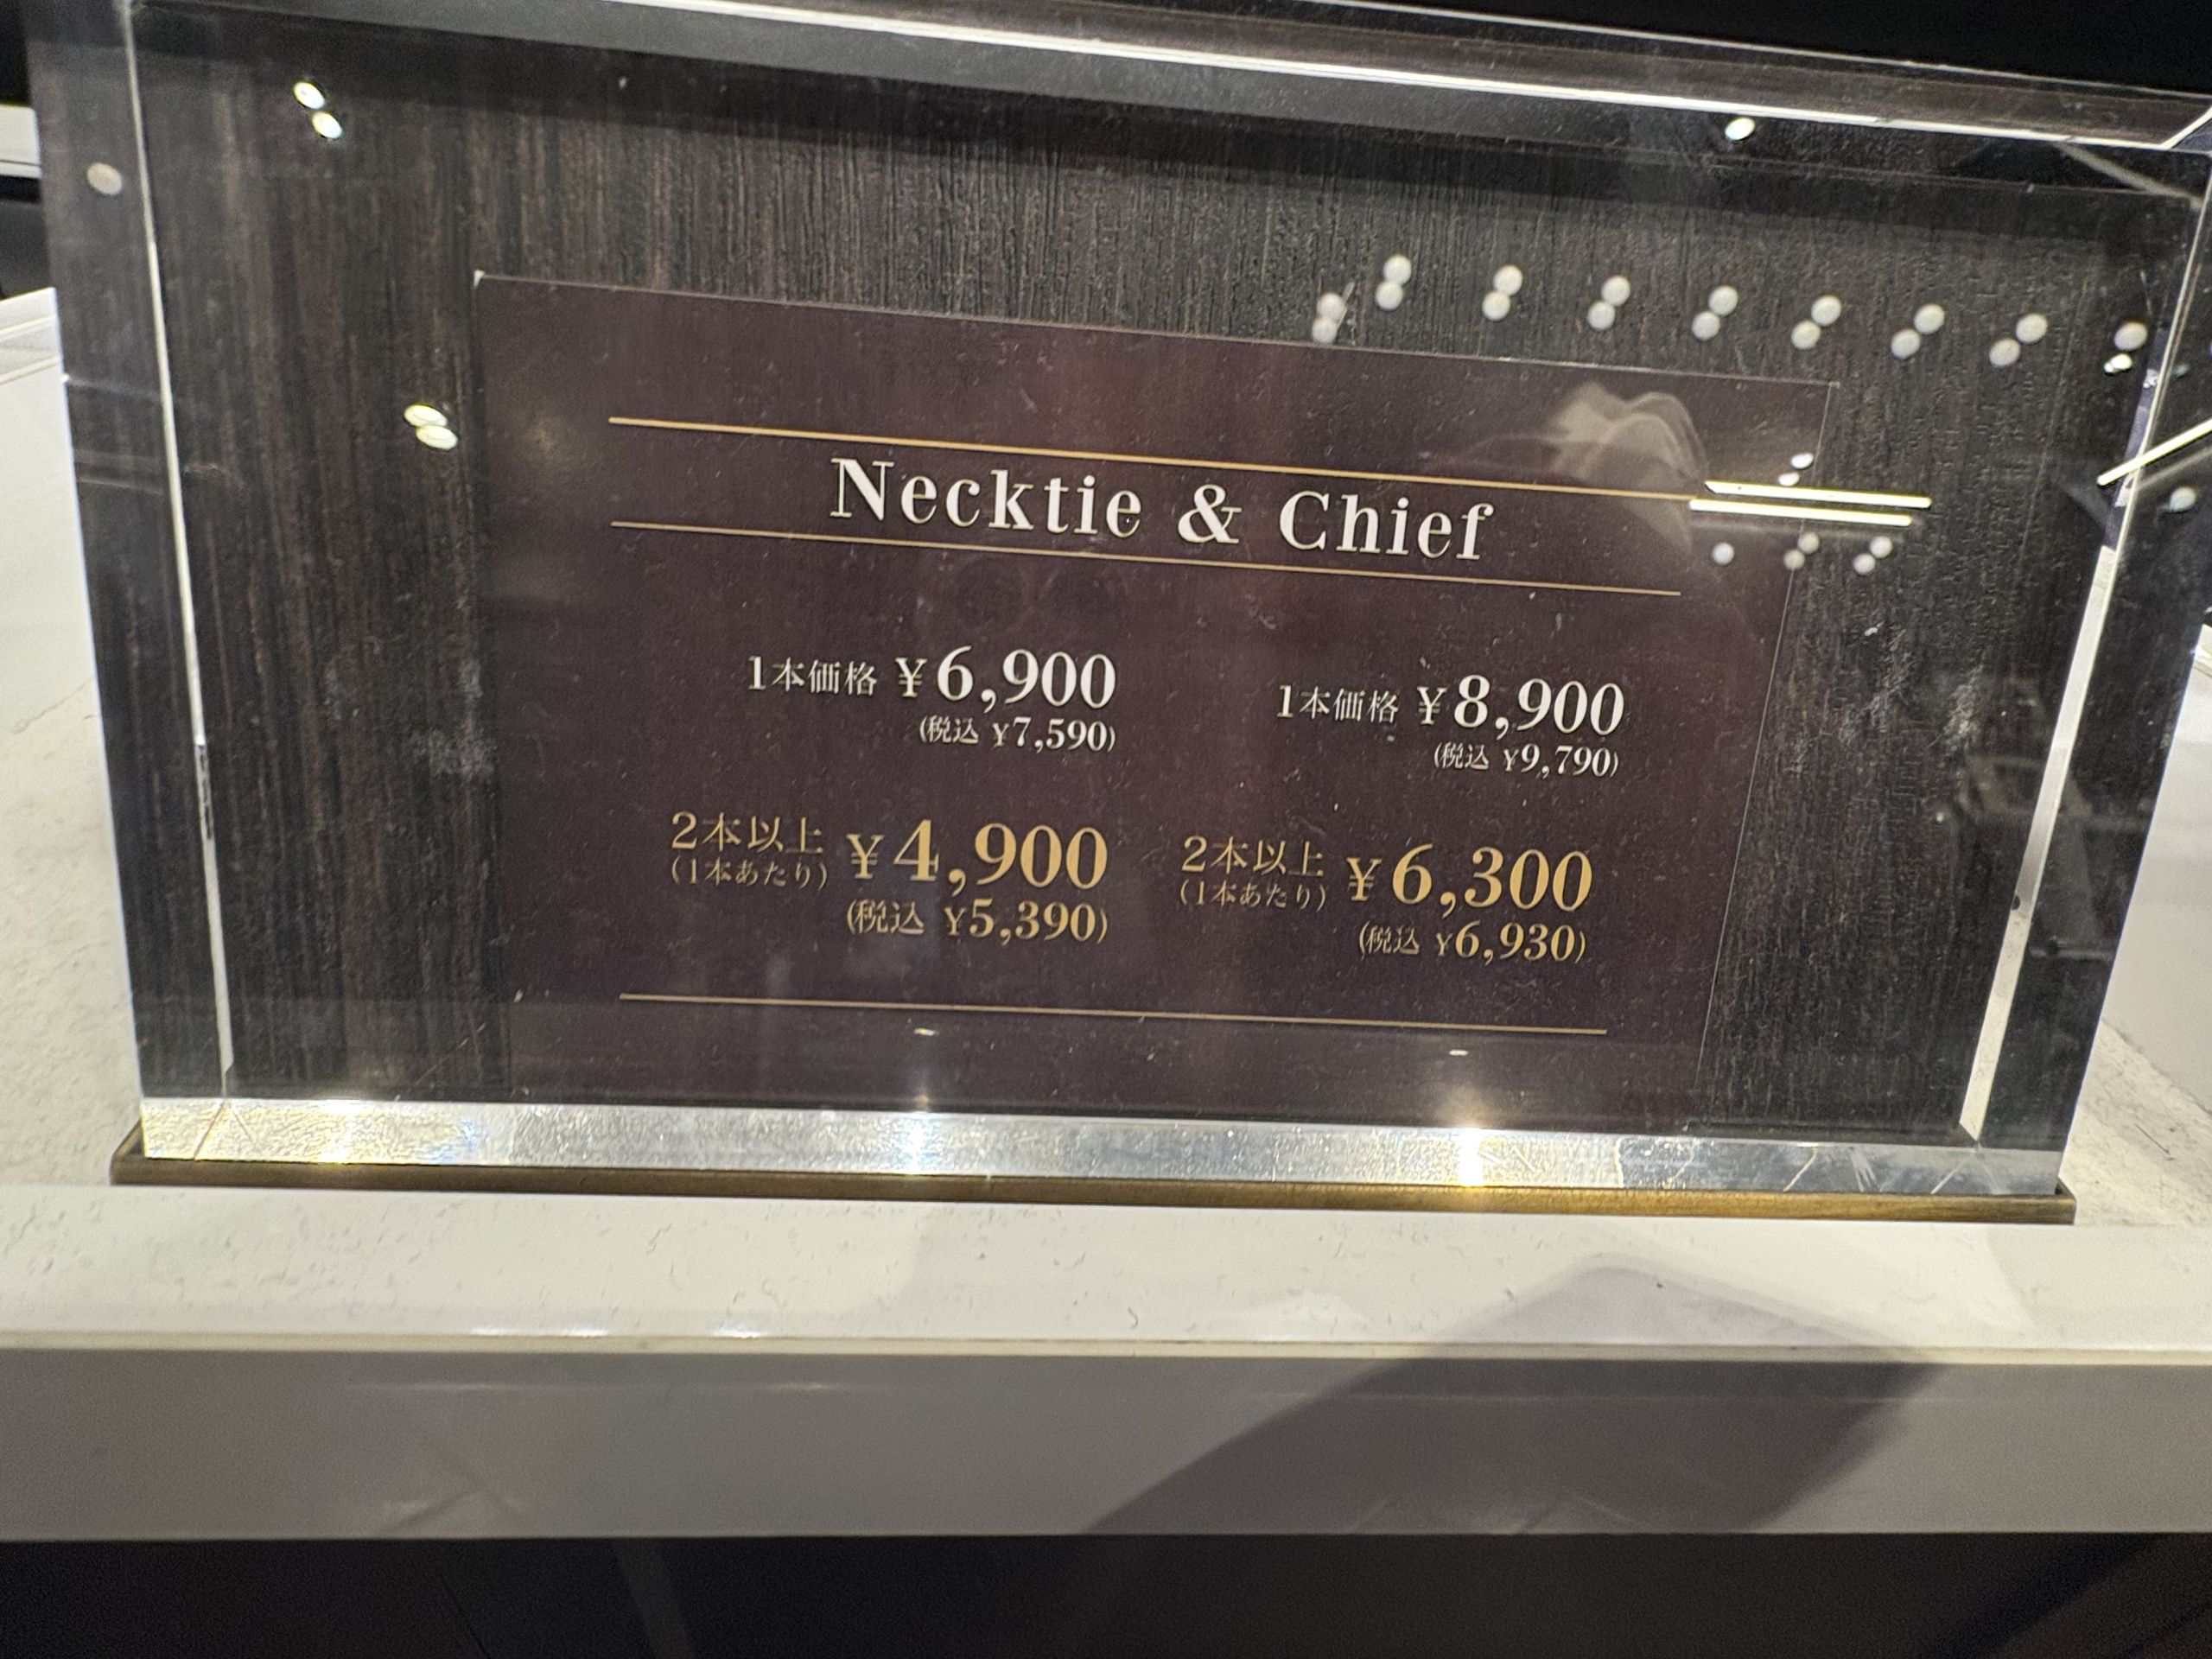 Necktie & Chief
1本価格 ¥6,900
(税込 ¥7,590)
1本価格 ¥8,900
(税込 ¥9,790)
2本以上
(1本あたり)
¥4,900
(税込 ¥5,390)
2本以上
(1本あたり)
¥6,300
(税込 ¥6,930)